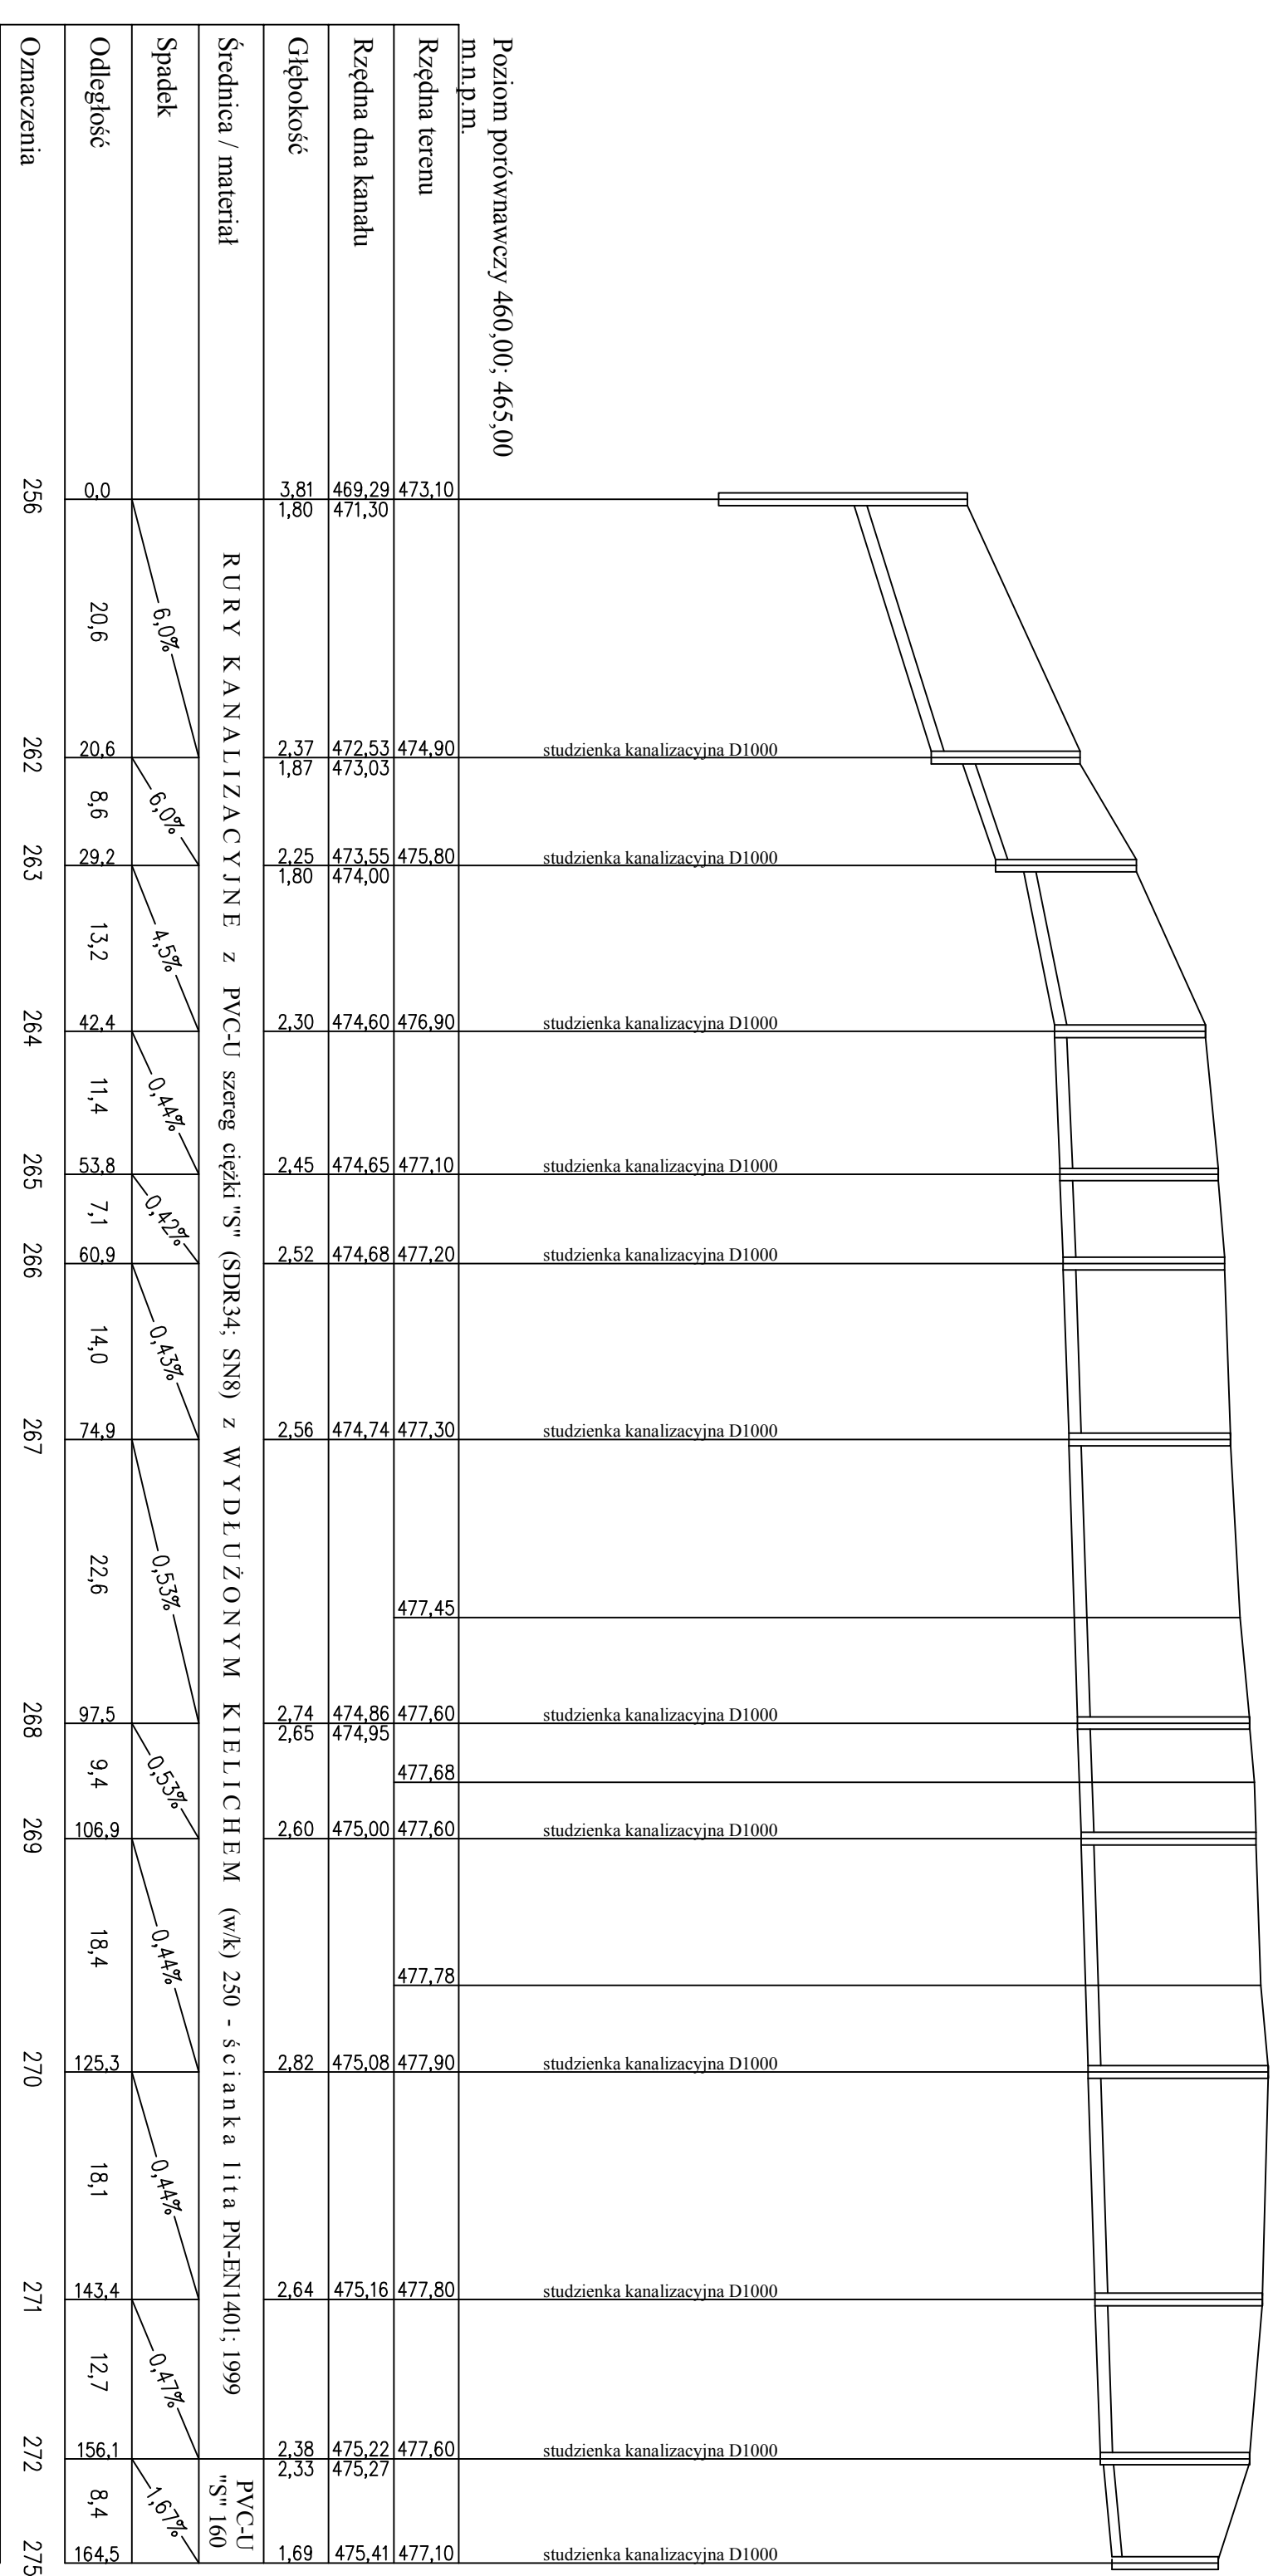 Poziom porównawczy 460,00; 465,00
m.n.p.m.
Rzędna terenu
473,10 474,90 475,80 476,90 477,10 477,20 477,30 477,45 477,60 477,68 477,60 477,78 477,90 477,80 477,60 477,10
Rzędna dna kanału
469,29 472,53 473,55 474,60 474,65 474,68 474,74 474,86 475,00 475,08 475,16 475,22 475,41
471,30 473,03 474,00 474,95 475,27
Głębokość
3,81 2,37 2,25 2,30 2,45 2,52 2,56 2,74 2,60 2,82 2,64 2,38 1,69
1,80 1,87 1,80 2,65 2,33
Średnica / materiał
RURY KANALIZACYJNE z PVC-U szereg ciężki "S" (SDR34; SN8) z WYDŁUŻONYM KIELICHEM (w/k) 250 - ścianka lita PN-EN1401; 1999
PVC-U
"S" 160
Spadek
6,0% 6,0% 4,5% 0,44% 0,42% 0,43% 0,53% 0,53% 0,44% 0,44% 0,47% 1,67%
Odległość
0,0 20,6 20,6 8,6 29,2 13,2 42,4 11,4 53,8 7,1 60,9 14,0 74,9 22,6 97,5 9,4 106,9 18,4 125,3 18,1 143,4 12,7 156,1 8,4 164,5
Oznaczenia
256 262 263 264 265 266 267 268 269 270 271 272 275
studzienka kanalizacyjna D1000
studzienka kanalizacyjna D1000
studzienka kanalizacyjna D1000
studzienka kanalizacyjna D1000
studzienka kanalizacyjna D1000
studzienka kanalizacyjna D1000
studzienka kanalizacyjna D1000
studzienka kanalizacyjna D1000
studzienka kanalizacyjna D1000
studzienka kanalizacyjna D1000
studzienka kanalizacyjna D1000
studzienka kanalizacyjna D1000